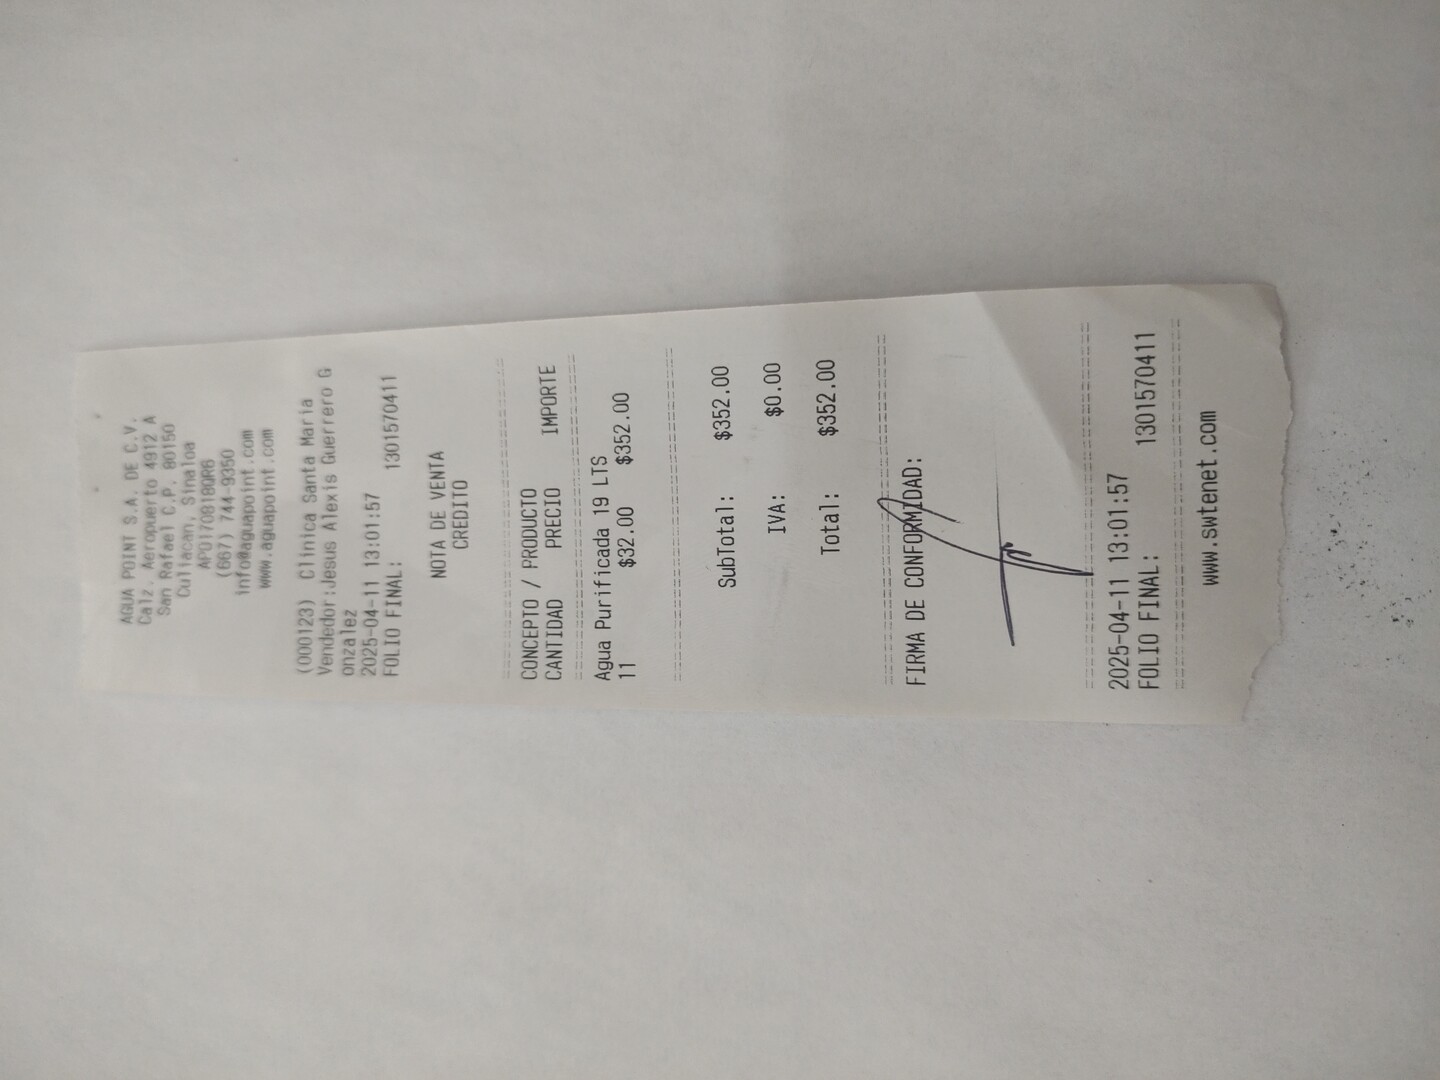 AGUA POINT S.A. DE C.V.
Calz. Aeropuerto 4912 A
San Rafael C.P. 80150
Culiacan, Sinaloa
APO170818QR6
(667) 744-9350
info@aguapoint.com
www.aguapoint.com
(000123) Clinica Santa Maria
Vendedor:Jesus Alexis Guerrero G
onzalez
2025-04-11 13:01:57
FOLIO FINAL: 1301570411
NOTA DE VENTA
CREDITO
CONCEPTO / PRODUCTO
CANTIDAD PRECIO IMPORTE
Agua Purificada 19 LTS
11 $32.00 $352.00
SubTotal: $352.00
IVA: $0.00
Total: $352.00
FIRMA DE CONFORMIDAD:
2025-04-11 13:01:57
FOLIO FINAL: 1301570411
www.swtenet.com